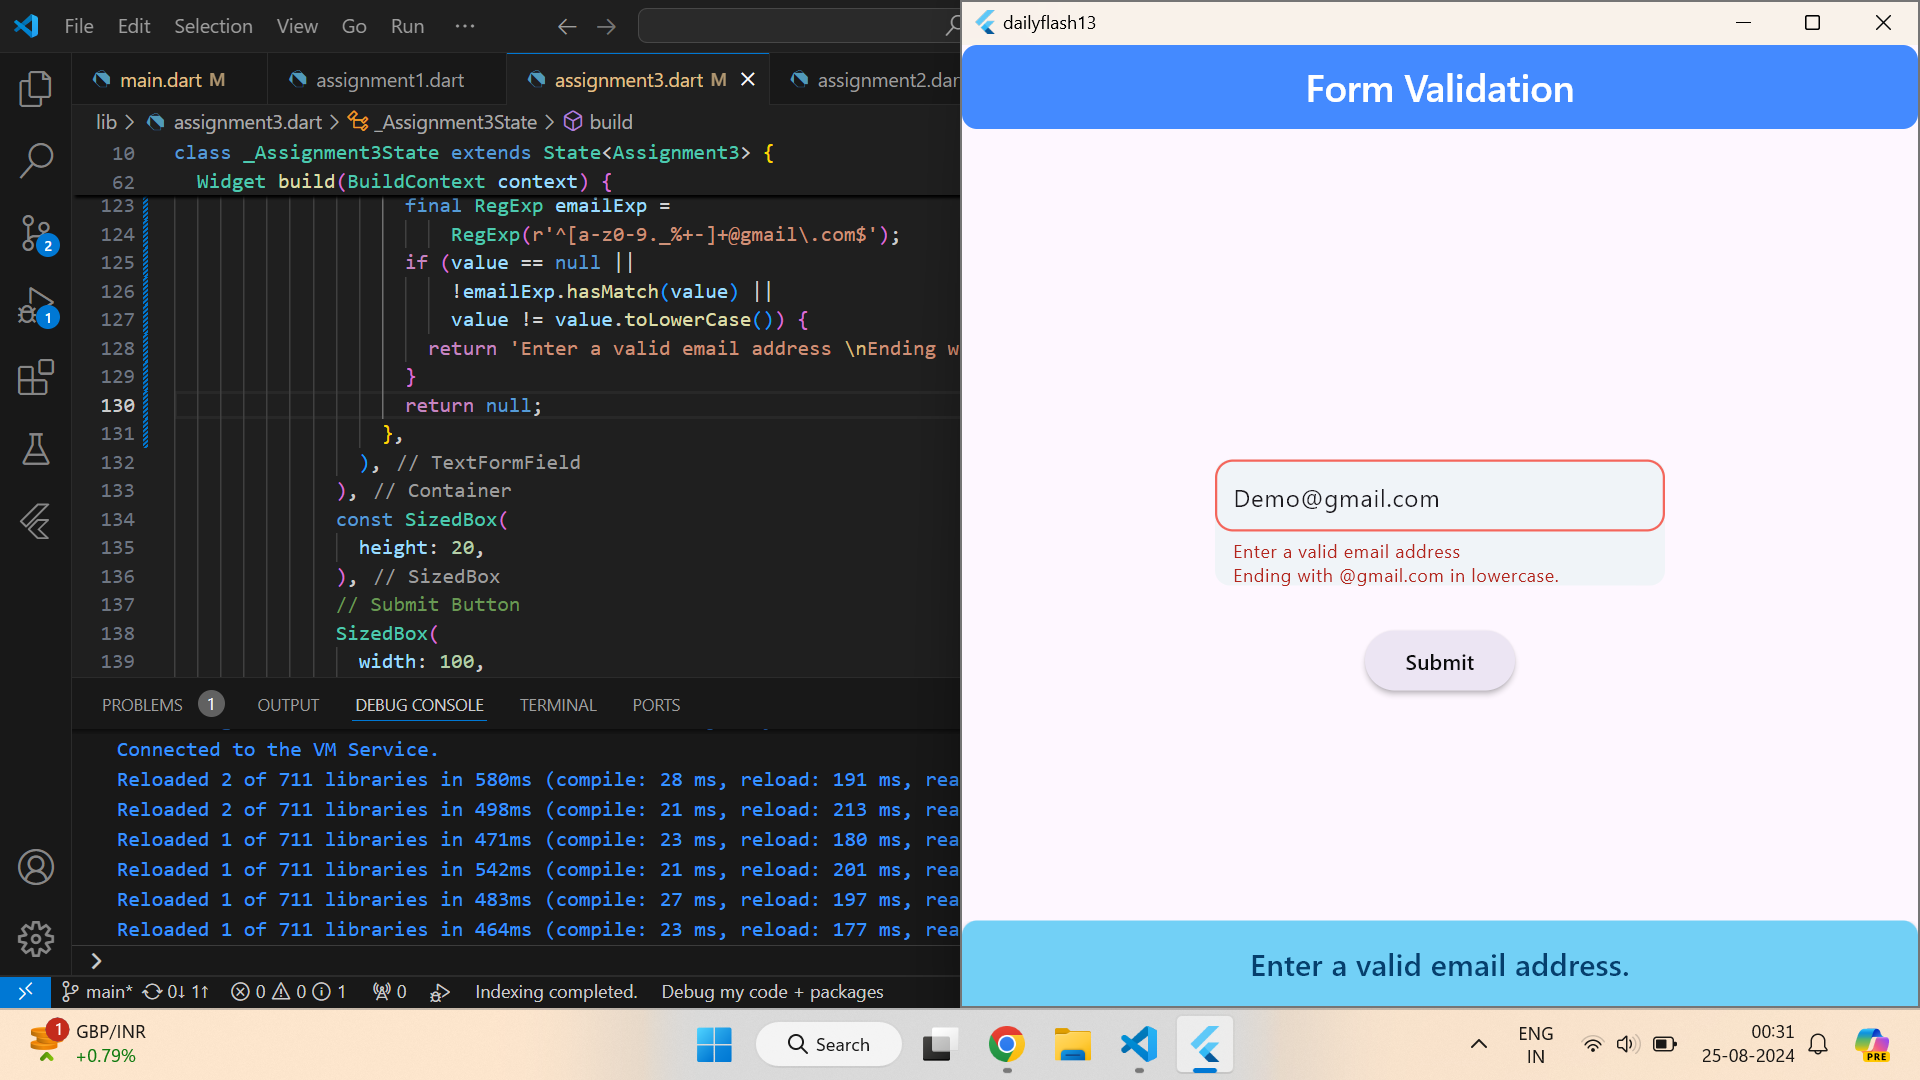 File Edit Selection View Go Run ···
main.dart M
assignment1.dart
assignment3.dart M
assignment2.dar
lib > assignment3.dart > _Assignment3State > build
10 class _Assignment3State extends State<Assignment3> {
62 Widget build(BuildContext context) {
123 final RegExp emailExp =
124 RegExp(r'^[a-z0-9._%+-]+@gmail\.com$');
125 if (value == null ||
126 !emailExp.hasMatch(value) ||
127 value != value.toLowerCase()) {
128 return 'Enter a valid email address \nEnding w
129 }
130 return null;
131 },
132 ), // TextFormField
133 ), // Container
134 const SizedBox(
135 height: 20,
136 ), // SizedBox
137 // Submit Button
138 SizedBox(
139 width: 100,
2
1
PROBLEMS 1 OUTPUT DEBUG CONSOLE TERMINAL PORTS
Connected to the VM Service.
Reloaded 2 of 711 libraries in 580ms (compile: 28 ms, reload: 191 ms, rea
Reloaded 2 of 711 libraries in 498ms (compile: 21 ms, reload: 213 ms, rea
Reloaded 1 of 711 libraries in 471ms (compile: 23 ms, reload: 180 ms, rea
Reloaded 1 of 711 libraries in 542ms (compile: 21 ms, reload: 201 ms, rea
Reloaded 1 of 711 libraries in 483ms (compile: 27 ms, reload: 197 ms, rea
Reloaded 1 of 711 libraries in 464ms (compile: 23 ms, reload: 177 ms, rea
>
main* 0↓ 1↑ 0 0 1 0 Indexing completed. Debug my code + packages
dailyflash13
Form Validation
Demo@gmail.com
Enter a valid email address
Ending with @gmail.com in lowercase.
Submit
Enter a valid email address.
1
GBP/INR
+0.79%
Search
ENG
IN
00:31
25-08-2024
PRE